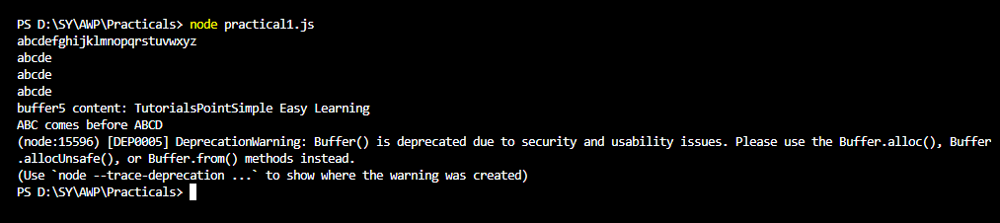 PS D:\SY\AWP\Practicals> node practical1.js
abcdefghijklmnopqrstuvwxyz
abcde
abcde
abcde
buffer5 content: TutorialsPointSimple Easy Learning
ABC comes before ABCD
(node:15596) [DEP0005] DeprecationWarning: Buffer() is deprecated due to security and usability issues. Please use the Buffer.alloc(), Buffer
.allocUnsafe(), or Buffer.from() methods instead.
(Use `node --trace-deprecation ...` to show where the warning was created)
PS D:\SY\AWP\Practicals>